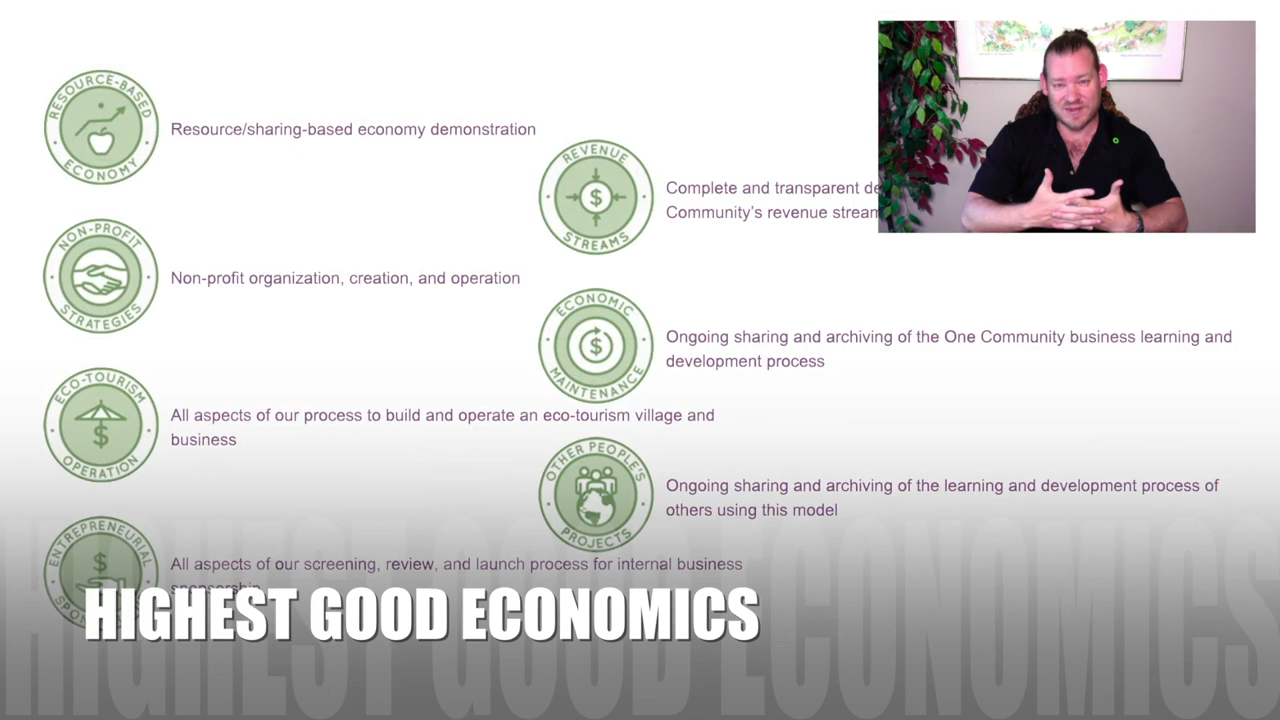 RESOURCE-BASED
ECONOMY
Resource/sharing-based economy demonstration
REVENUE
$
STREAMS
Complete and transparent de
Community's revenue stream
NON-PROFIT
STRATEGIES
Non-profit organization, creation, and operation
ECONOMIC
$
MAINTENANCE
Ongoing sharing and archiving of the One Community business learning and
development process
ECO-TOURISM
$
OPERATION
All aspects of our process to build and operate an eco-tourism village and
business
OTHER PEOPLE'S
PROJECTS
Ongoing sharing and archiving of the learning and development process of
others using this model
ENTREPRENEURIAL
$
All aspects of our screening, review, and launch process for internal business
HIGHEST GOOD ECONOMICS
HIGHEST GOOD ECONOMICS